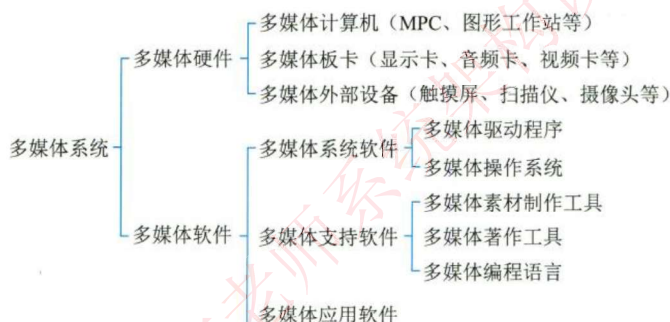 多媒体计算机（MPC、图形工作站等）
多媒体硬件
多媒体板卡（显示卡、音频卡、视频卡等）
多媒体外部设备（触摸屏、扫描仪、摄像头等）
多媒体系统
多媒体系统软件
多媒体驱动程序
多媒体操作系统
多媒体软件
多媒体支持软件
多媒体素材制作工具
多媒体著作工具
多媒体编程语言
多媒体应用软件
老师系统架构